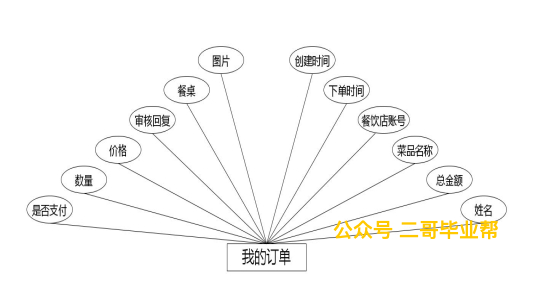 图片
创建时间
餐桌
下单时间
审核回复
餐饮店账号
价格
菜品名称
数量
总金额
是否支付
姓名
公众号 二哥毕业帮
我的订单